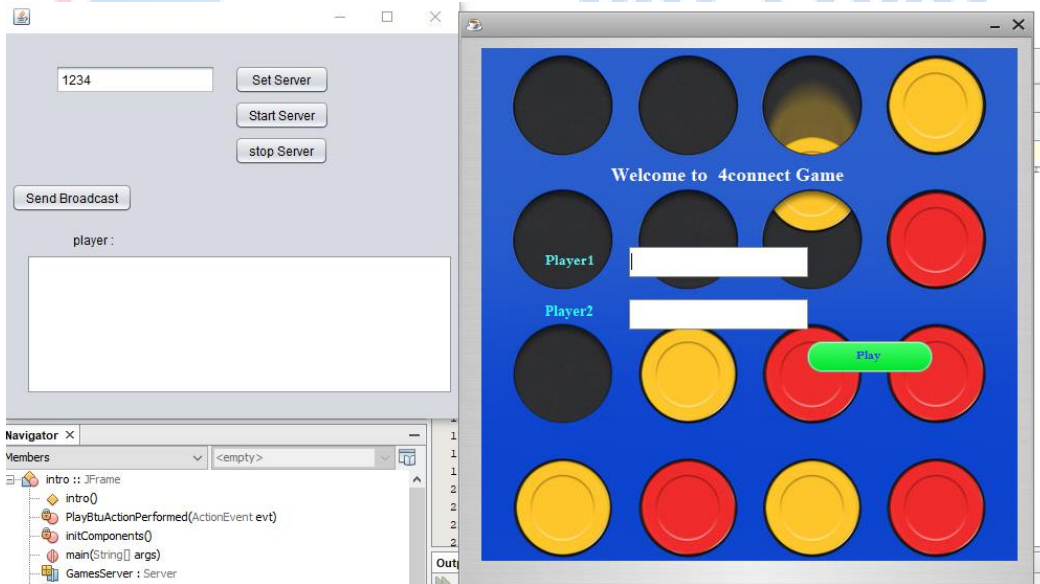 1234
Set Server
Start Server
stop Server
Send Broadcast
player :
Welcome to 4connect Game
Player1
Player2
Play
Navigator
Members
<empty>
intro :: JFrame
intro()
PlayBtuActionPerformed(ActionEvent evt)
initComponents()
main(String[] args)
GamesServer : Server